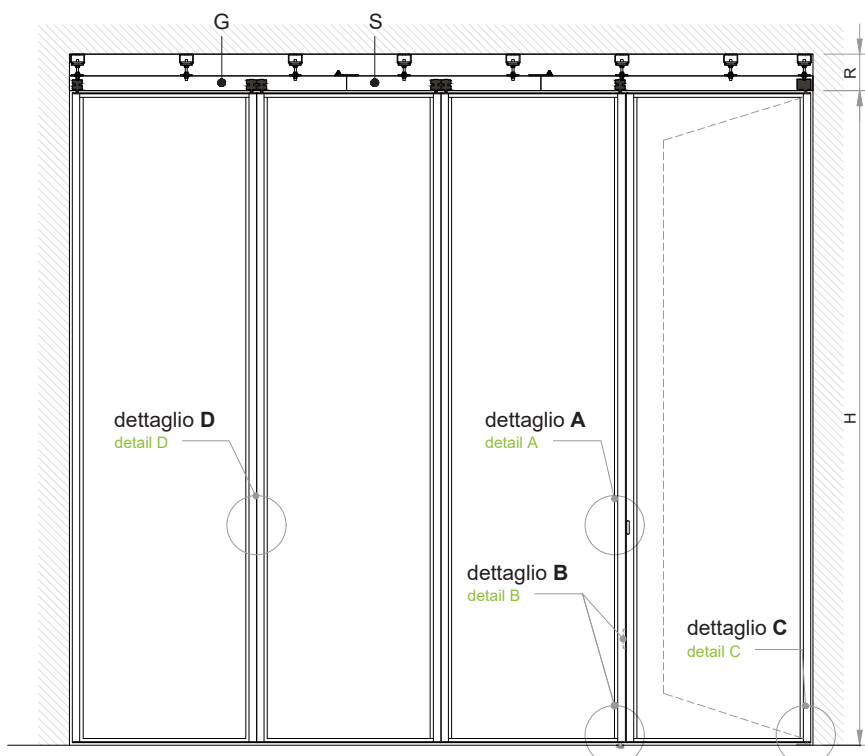 G
S
R
H
dettaglio D
detail D
dettaglio A
detail A
dettaglio B
detail B
dettaglio C
detail C